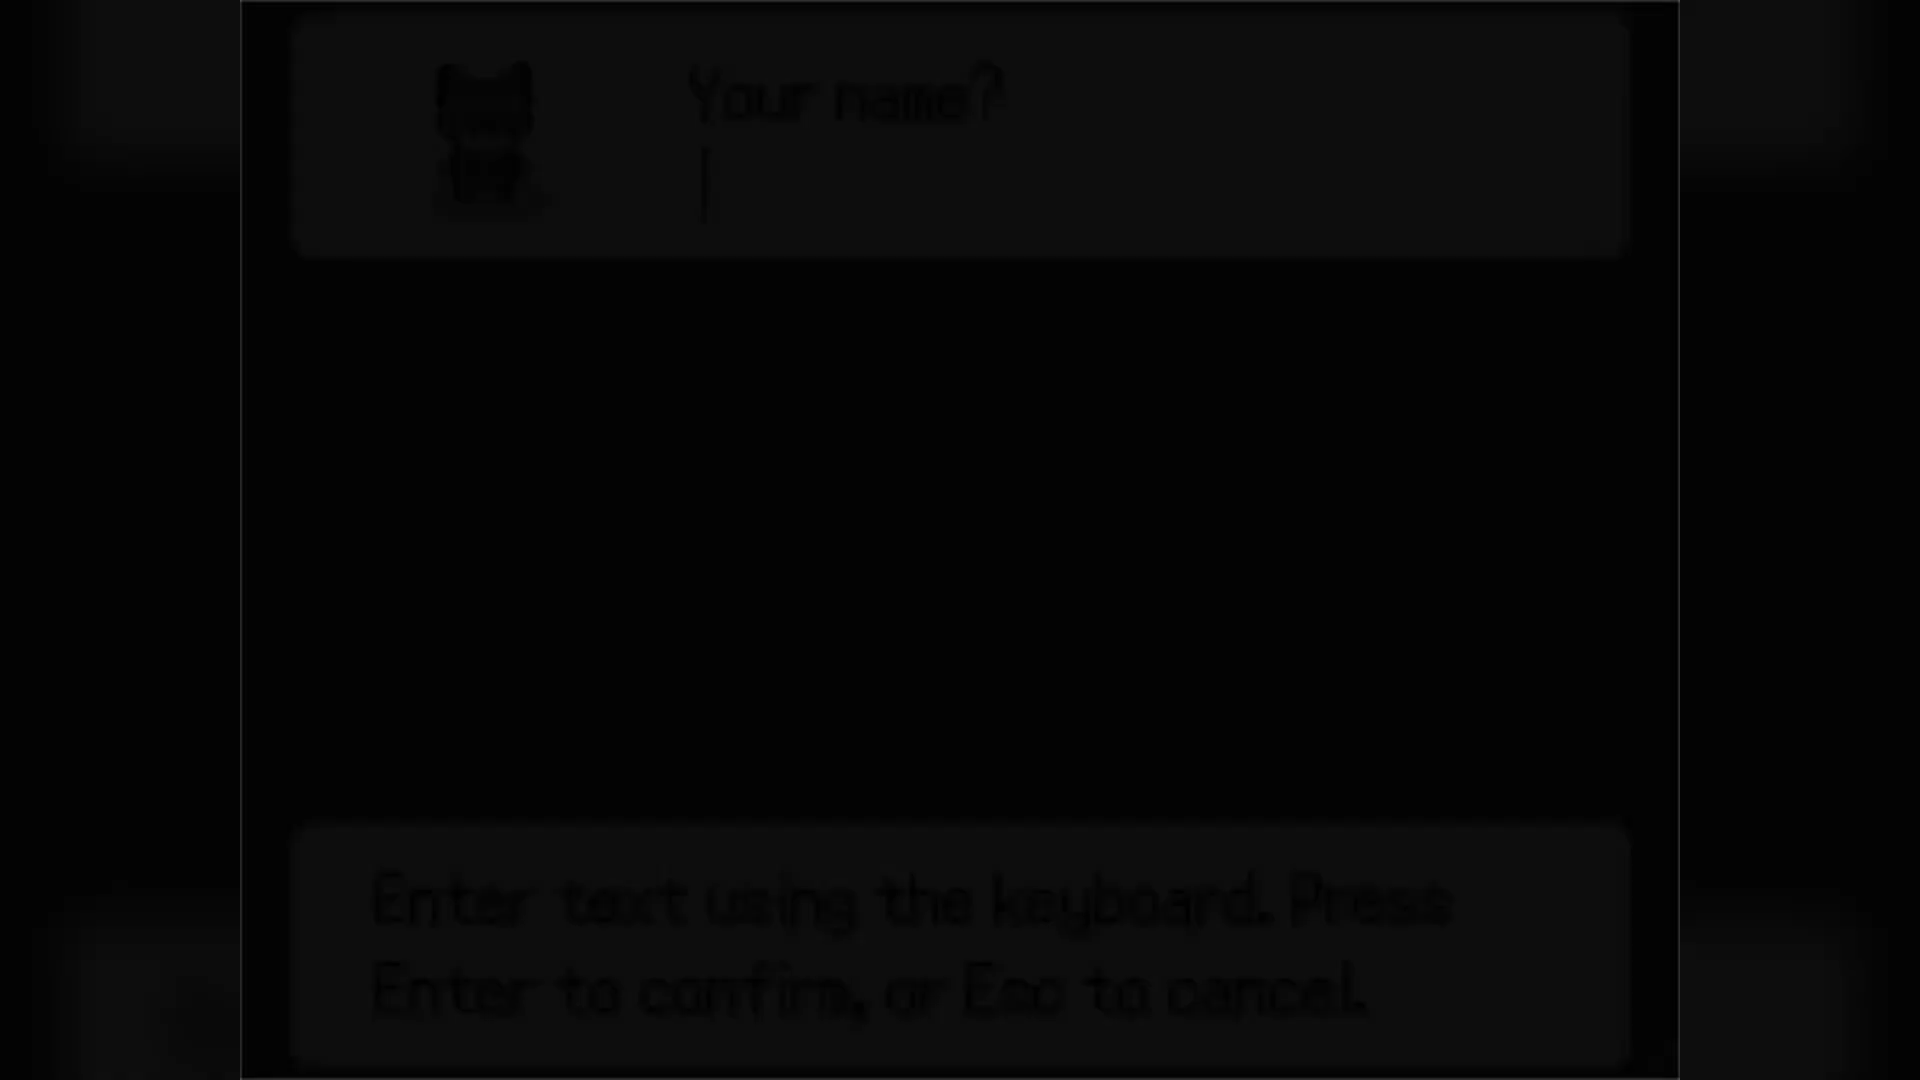 Your name?
Enter text using the keyboard. Press
Enter to confirm, or Esc to cancel.